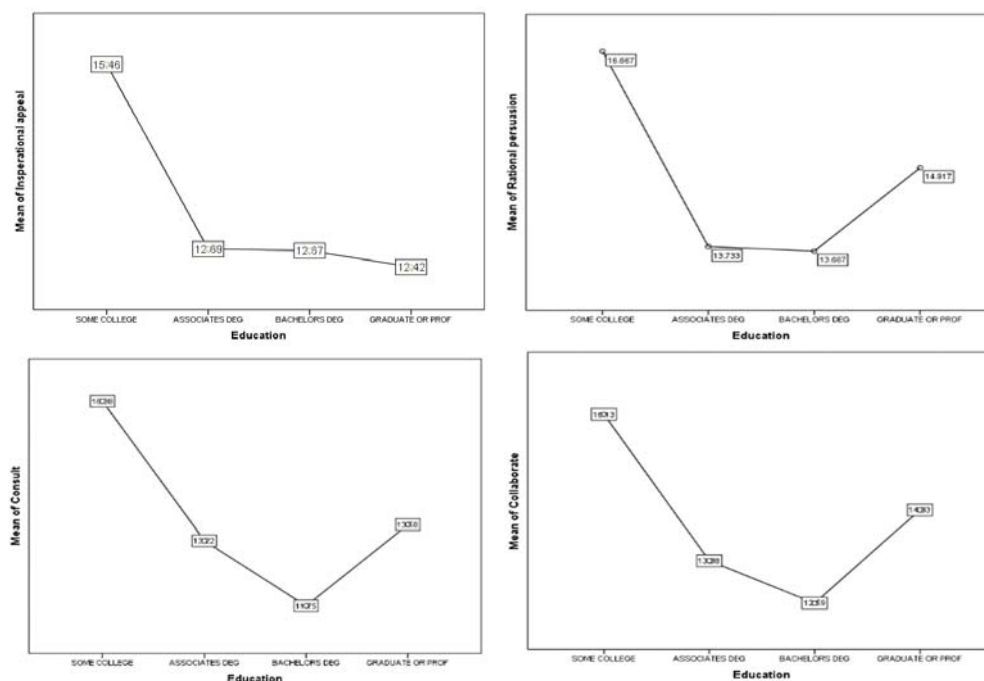 Mean of Insperational appeal
15.46
12.69
12.67
12.42
SOME COLLEGE ASSOCIATES DEG BACHELORS DEG GRADUATE OR PROF
Education
Mean of Rational persuasion
16.667
13.733
13.667
14.917
SOME COLLEGE ASSOCIATES DEG BACHELORS DEG GRADUATE OR PROF
Education
Mean of Consult
SOME COLLEGE ASSOCIATES DEG BACHELORS DEG GRADUATE OR PROF
Education
Mean of Collaborate
SOME COLLEGE ASSOCIATES DEG BACHELORS DEG GRADUATE OR PROF
Education